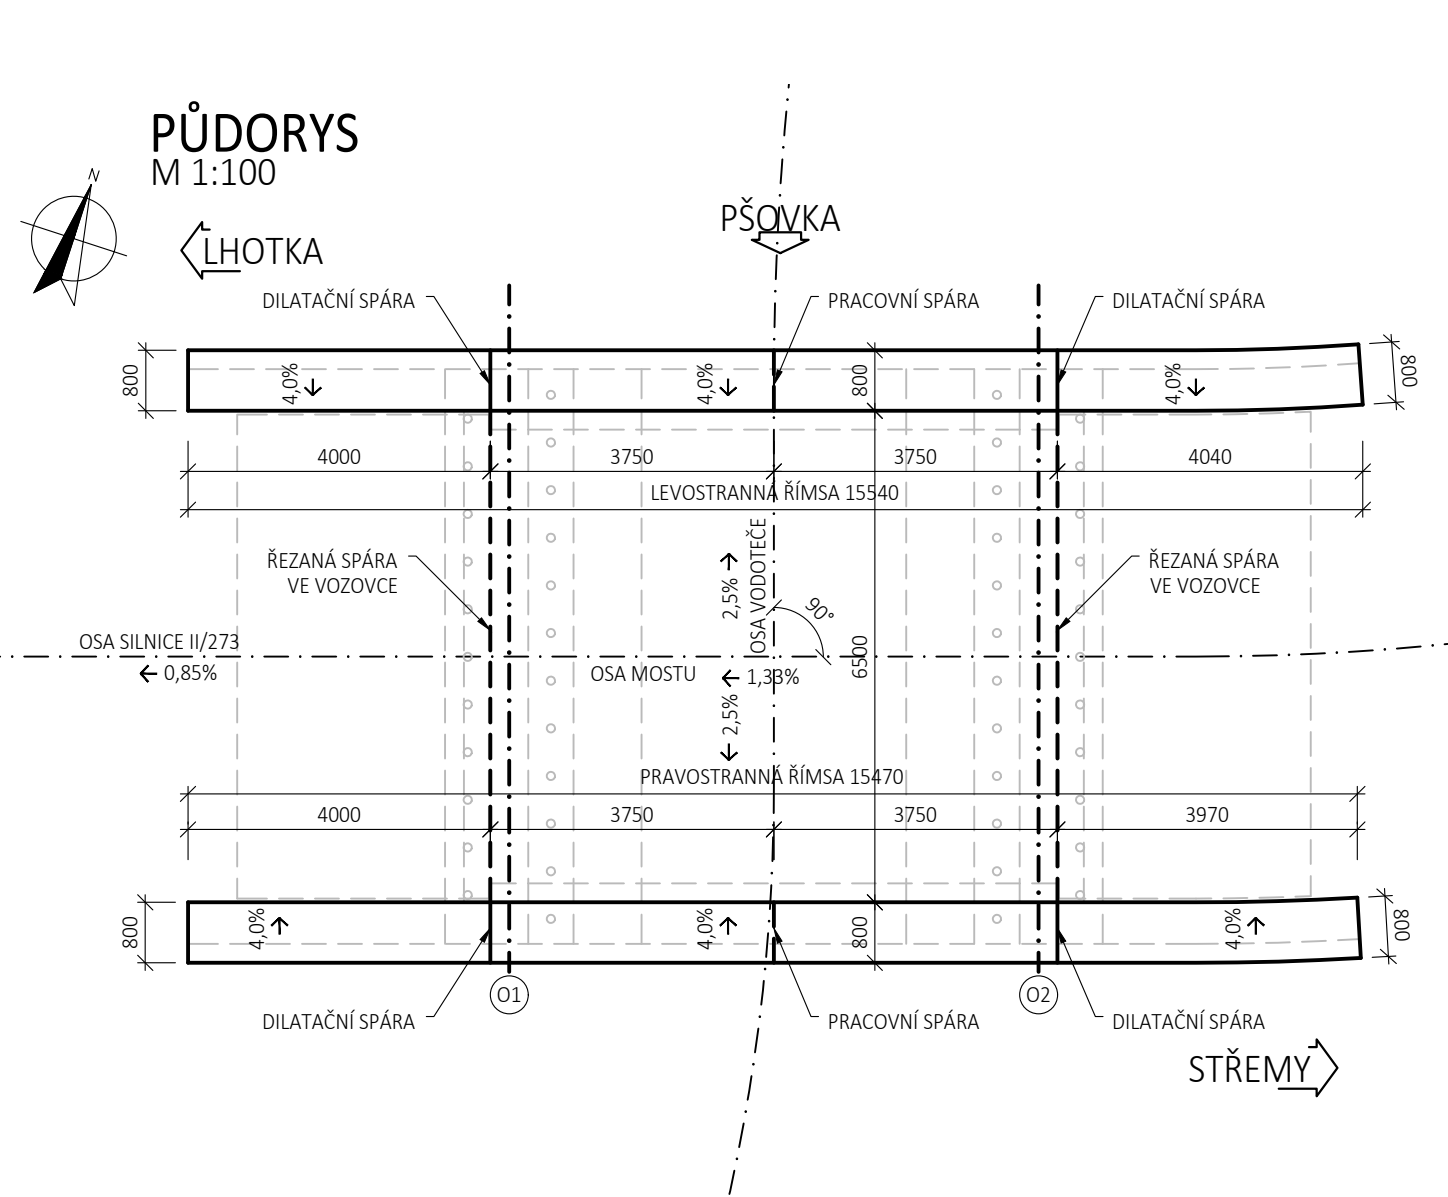 PŮDORYS
M 1:100
N
PŠOVKA
LHOTKA
DILATAČNÍ SPÁRA
PRACOVNÍ SPÁRA
DILATAČNÍ SPÁRA
800
4,0%
4,0%
800
4,0%
800
4000
3750
3750
4040
LEVOSTRANNÁ ŘÍMSA 15540
ŘEZANÁ SPÁRA
VE VOZOVCE
2,5%
OSA VODOTEČE
90°
ŘEZANÁ SPÁRA
VE VOZOVCE
OSA SILNICE II/273
0,85%
OSA MOSTU
1,33%
6500
2,5%
PRAVOSTRANNÁ ŘÍMSA 15470
4000
3750
3750
3970
800
4,0%
4,0%
800
4,0%
800
O1
O2
DILATAČNÍ SPÁRA
PRACOVNÍ SPÁRA
DILATAČNÍ SPÁRA
STŘEMY